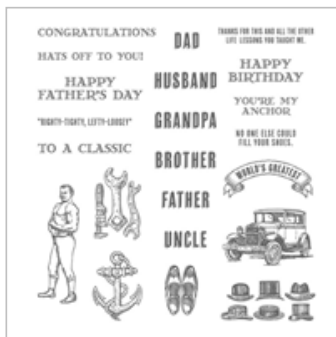 CONGRATULATIONS
HATS OFF TO YOU!
HAPPY
FATHER'S DAY
"RIGHTY-TIGHTY, LEFTY-LOOSEY"
TO A CLASSIC
DAD
HUSBAND
GRANDPA
BROTHER
FATHER
UNCLE
THANKS FOR THIS AND ALL THE OTHER
LIFE LESSONS YOU TAUGHT ME.
HAPPY
BIRTHDAY
YOU'RE MY
ANCHOR
NO ONE ELSE COULD
FILL YOUR SHOES.
WORLD'S GREATEST